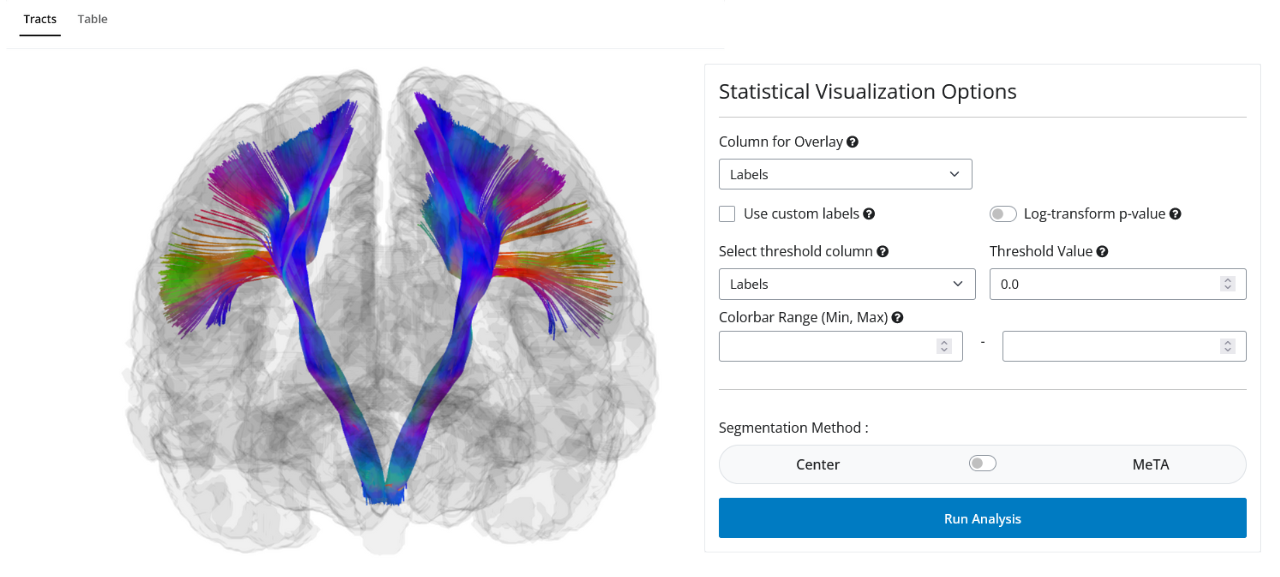 Tracts Table
Statistical Visualization Options
Column for Overlay ?
Labels
Use custom labels ? Log-transform p-value ?
Select threshold column ? Threshold Value ?
Labels 0.0
Colorbar Range (Min, Max) ?
-
Segmentation Method :
Center MeTA
Run Analysis